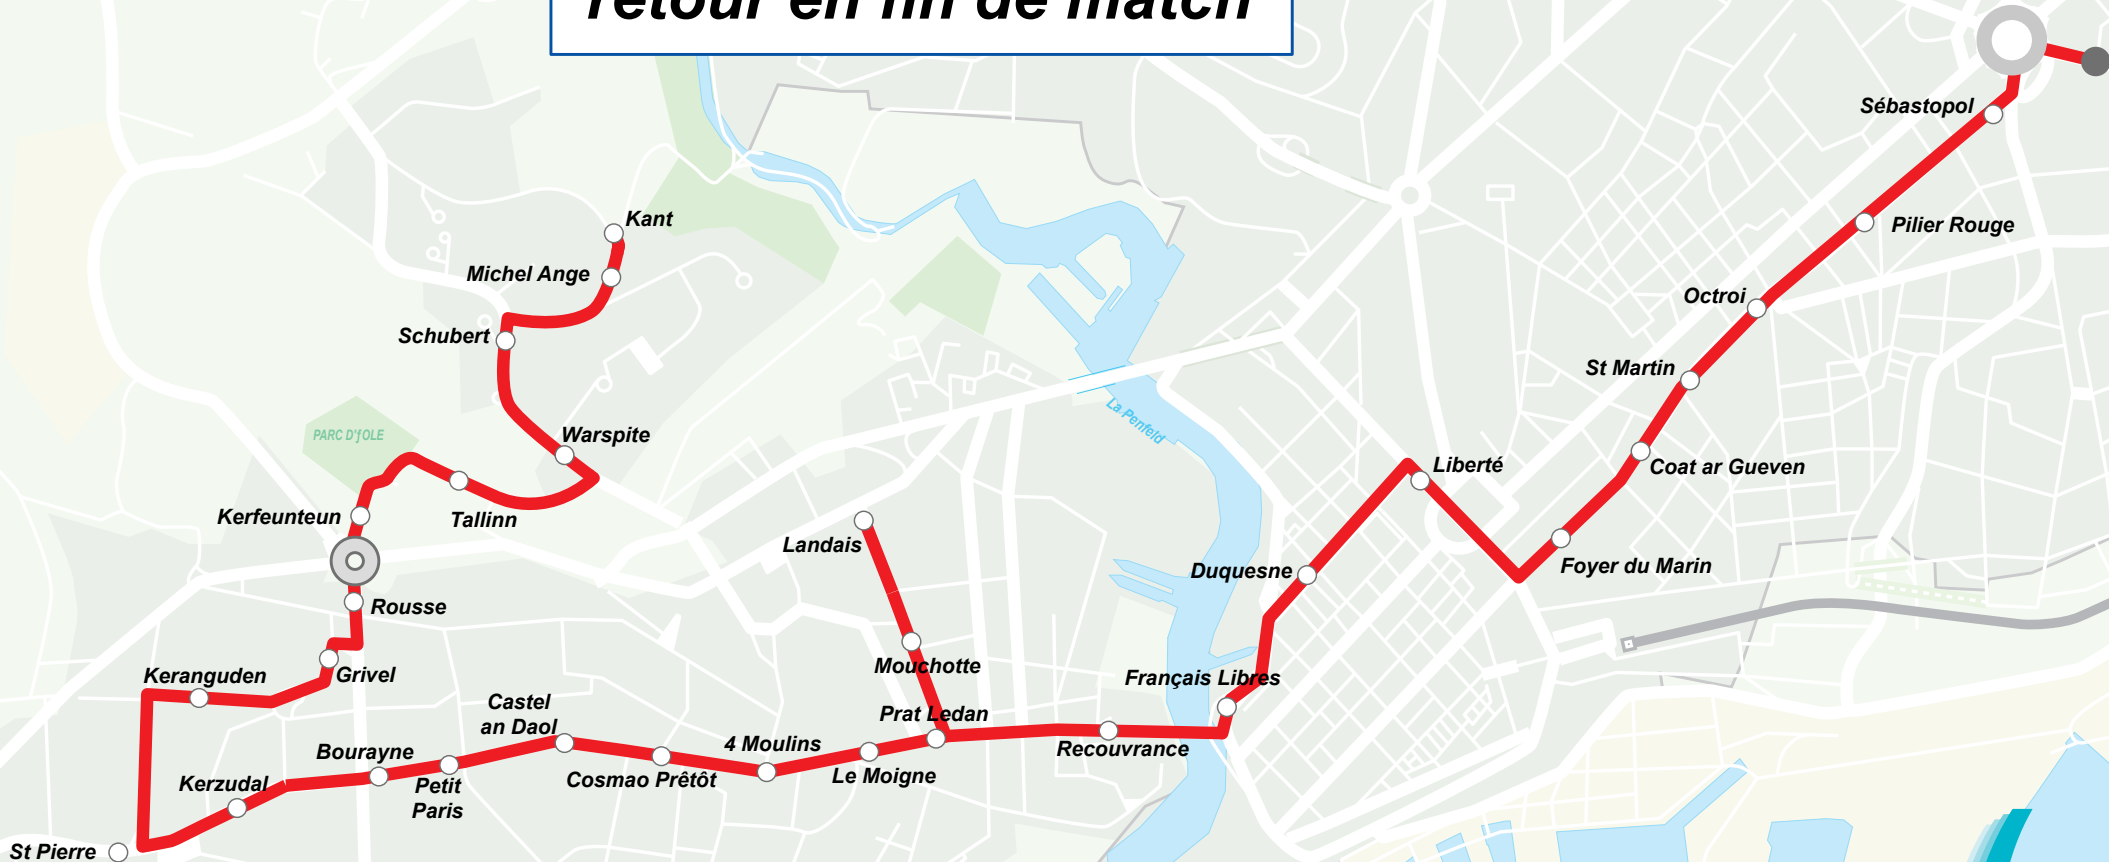 retour en fin de match
Sébastopol
Kant
Pilier Rouge
Michel Ange
Octroi
Schubert
St Martin
La Penfeld
PARC D'ƒOLE
Warspite
Liberté
Coat ar Gueven
Kerfeunteun
Tallinn
Landais
Duquesne
Foyer du Marin
Rousse
Mouchotte
Keranguden
Grivel
Français Libres
Castel
an Daol
Prat Ledan
4 Moulins
Recouvrance
Bourayne
Kerzudal
Petit
Paris
Cosmao Prêtôt
Le Moigne
St Pierre